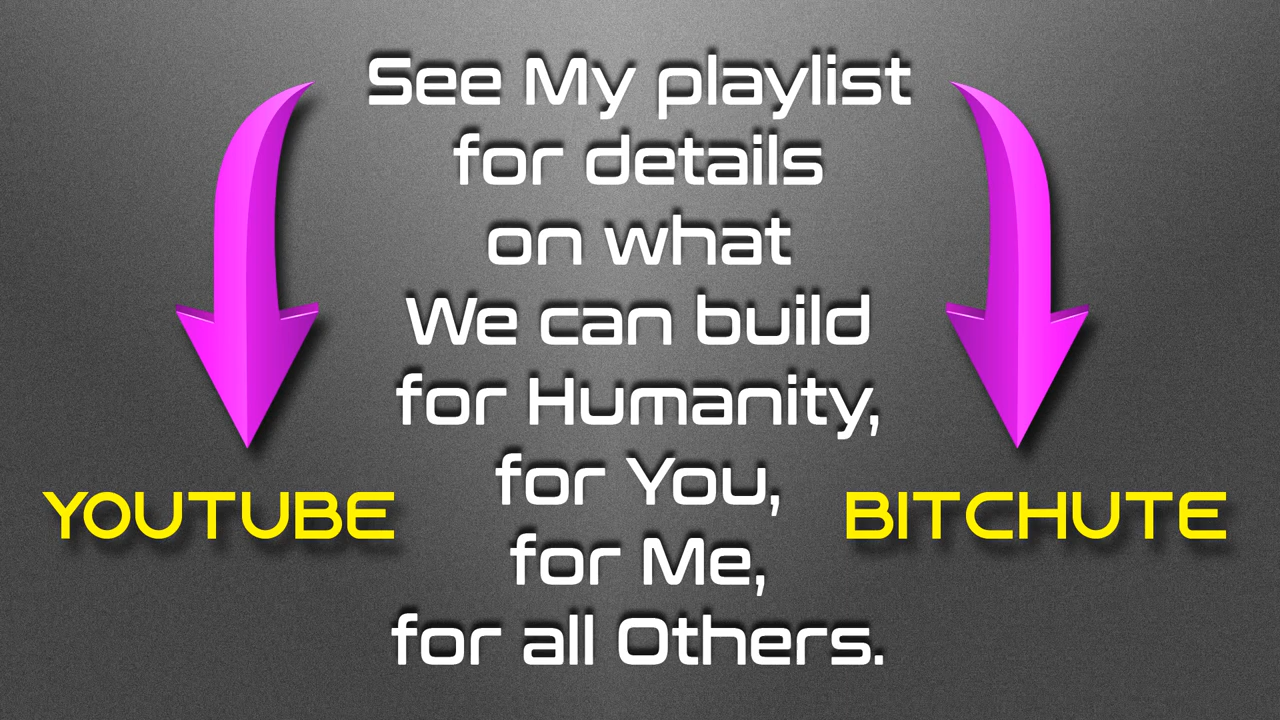 See My playlist
for details
on what
We can build
for Humanity,
for You,
for Me,
for all Others.
YOUTUBE
BITCHUTE